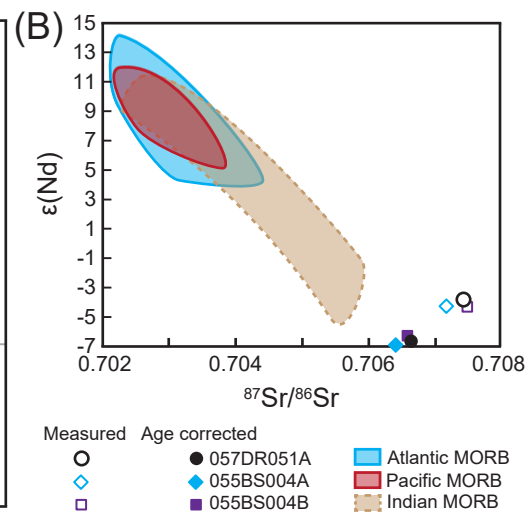 (B)
15
13
11
9
7
5
3
1
-1
-3
-5
-7
ε(Nd)
0.702 0.704 0.706 0.708
⁸⁷Sr/⁸⁶Sr
Measured Age corrected
057DR051A Atlantic MORB
055BS004A Pacific MORB
055BS004B Indian MORB